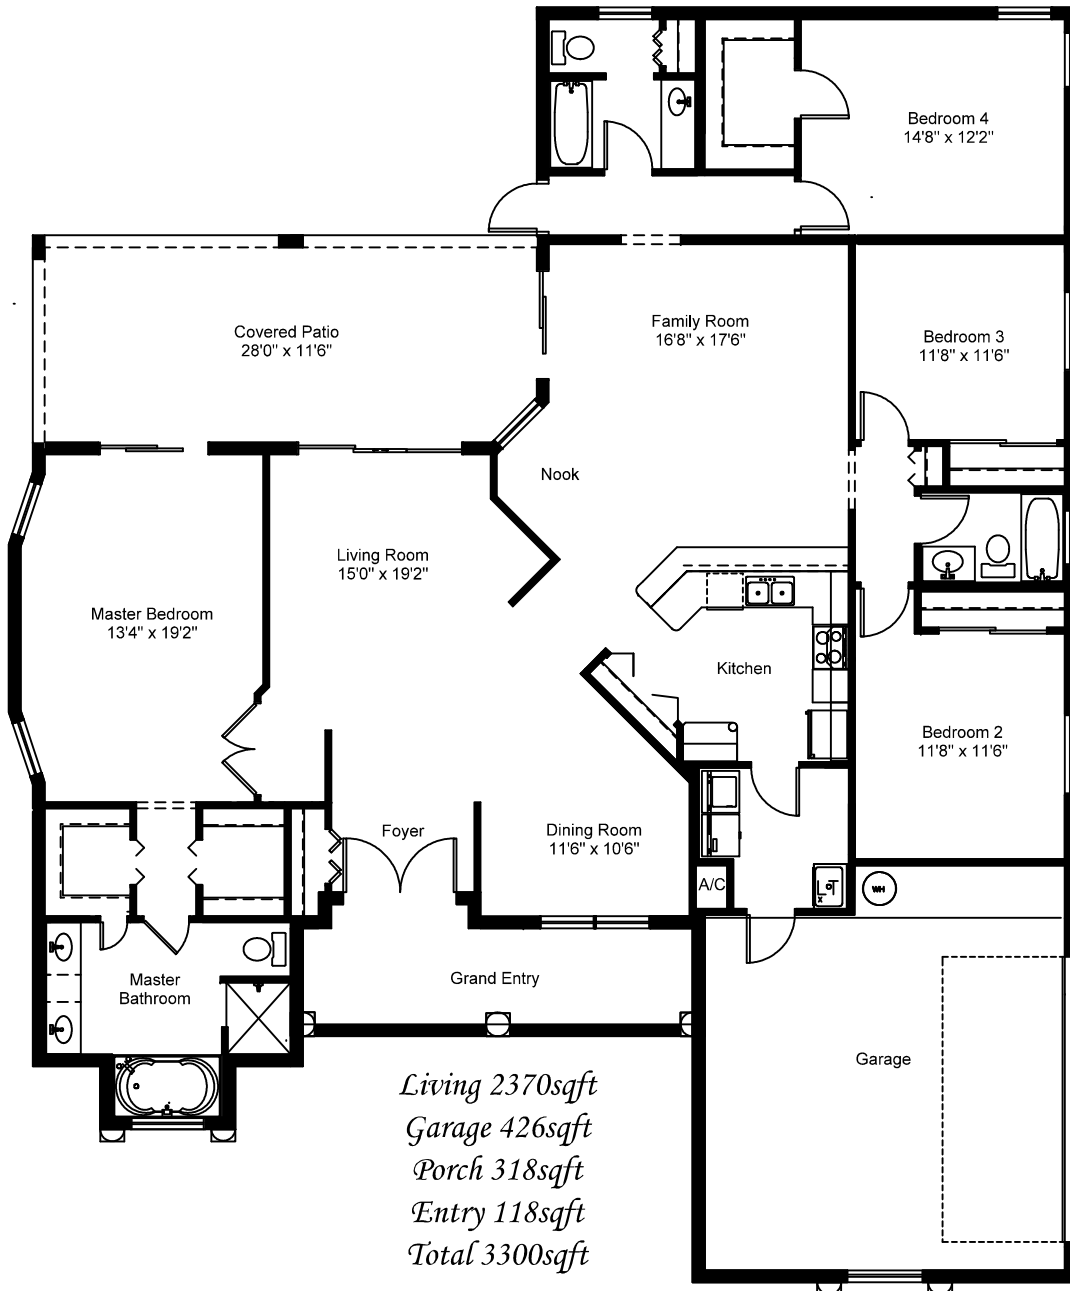 Bedroom 4
14'8" x 12'2"
Covered Patio
28'0" x 11'6"
Family Room
16'8" x 17'6"
Bedroom 3
11'8" x 11'6"
Nook
Living Room
15'0" x 19'2"
Master Bedroom
13'4" x 19'2"
Kitchen
Bedroom 2
11'8" x 11'6"
Foyer
Dining Room
11'6" x 10'6"
A/C
WH
Master
Bathroom
Grand Entry
Garage
Living 2370sqft
Garage 426sqft
Porch 318sqft
Entry 118sqft
Total 3300sqft